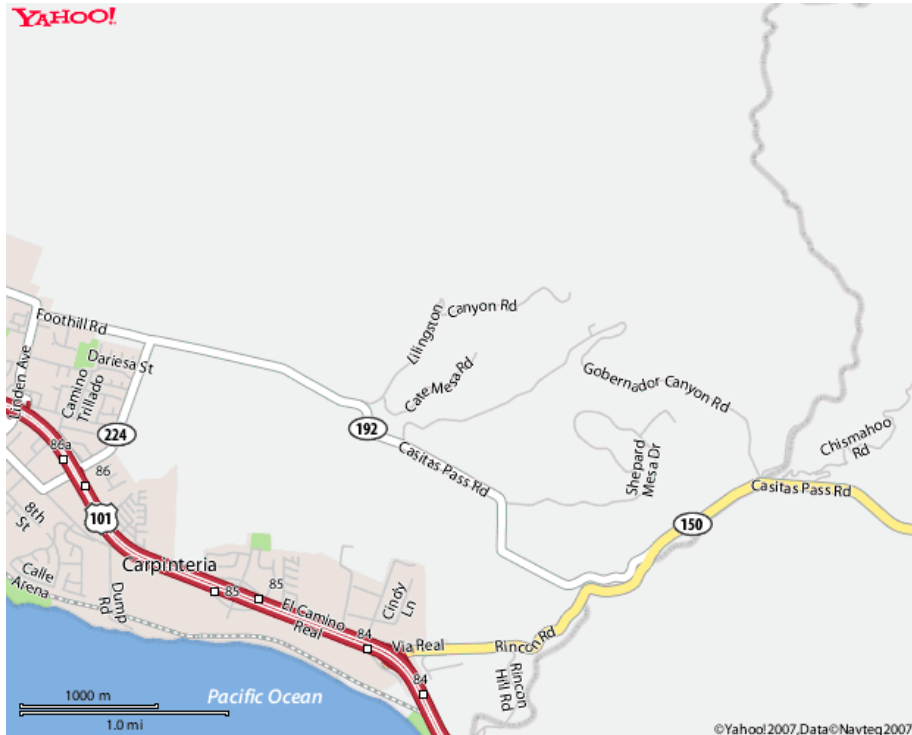 YAHOO!
Foothill Rd
Linden Ave
Dariesa St
Camino
Trillado
Lilingston
Canyon Rd
Cate Mesa Rd
Gobernador Canyon Rd
192
224
Casitas Pass Rd
Shepard
Mesa Dr
Chismahoo
Rd
Casitas Pass Rd
150
86a
86
101
8th
St
Calle
Arena
Carpinteria
Dump
Rd
85
85
El Camino
Real
Cindy
Ln
84
Via Real
Rincon Rd
Rincon
Hill Rd
84
Pacific Ocean
1000 m
1.0 mi
©Yahoo!2007,Data©Navteq2007